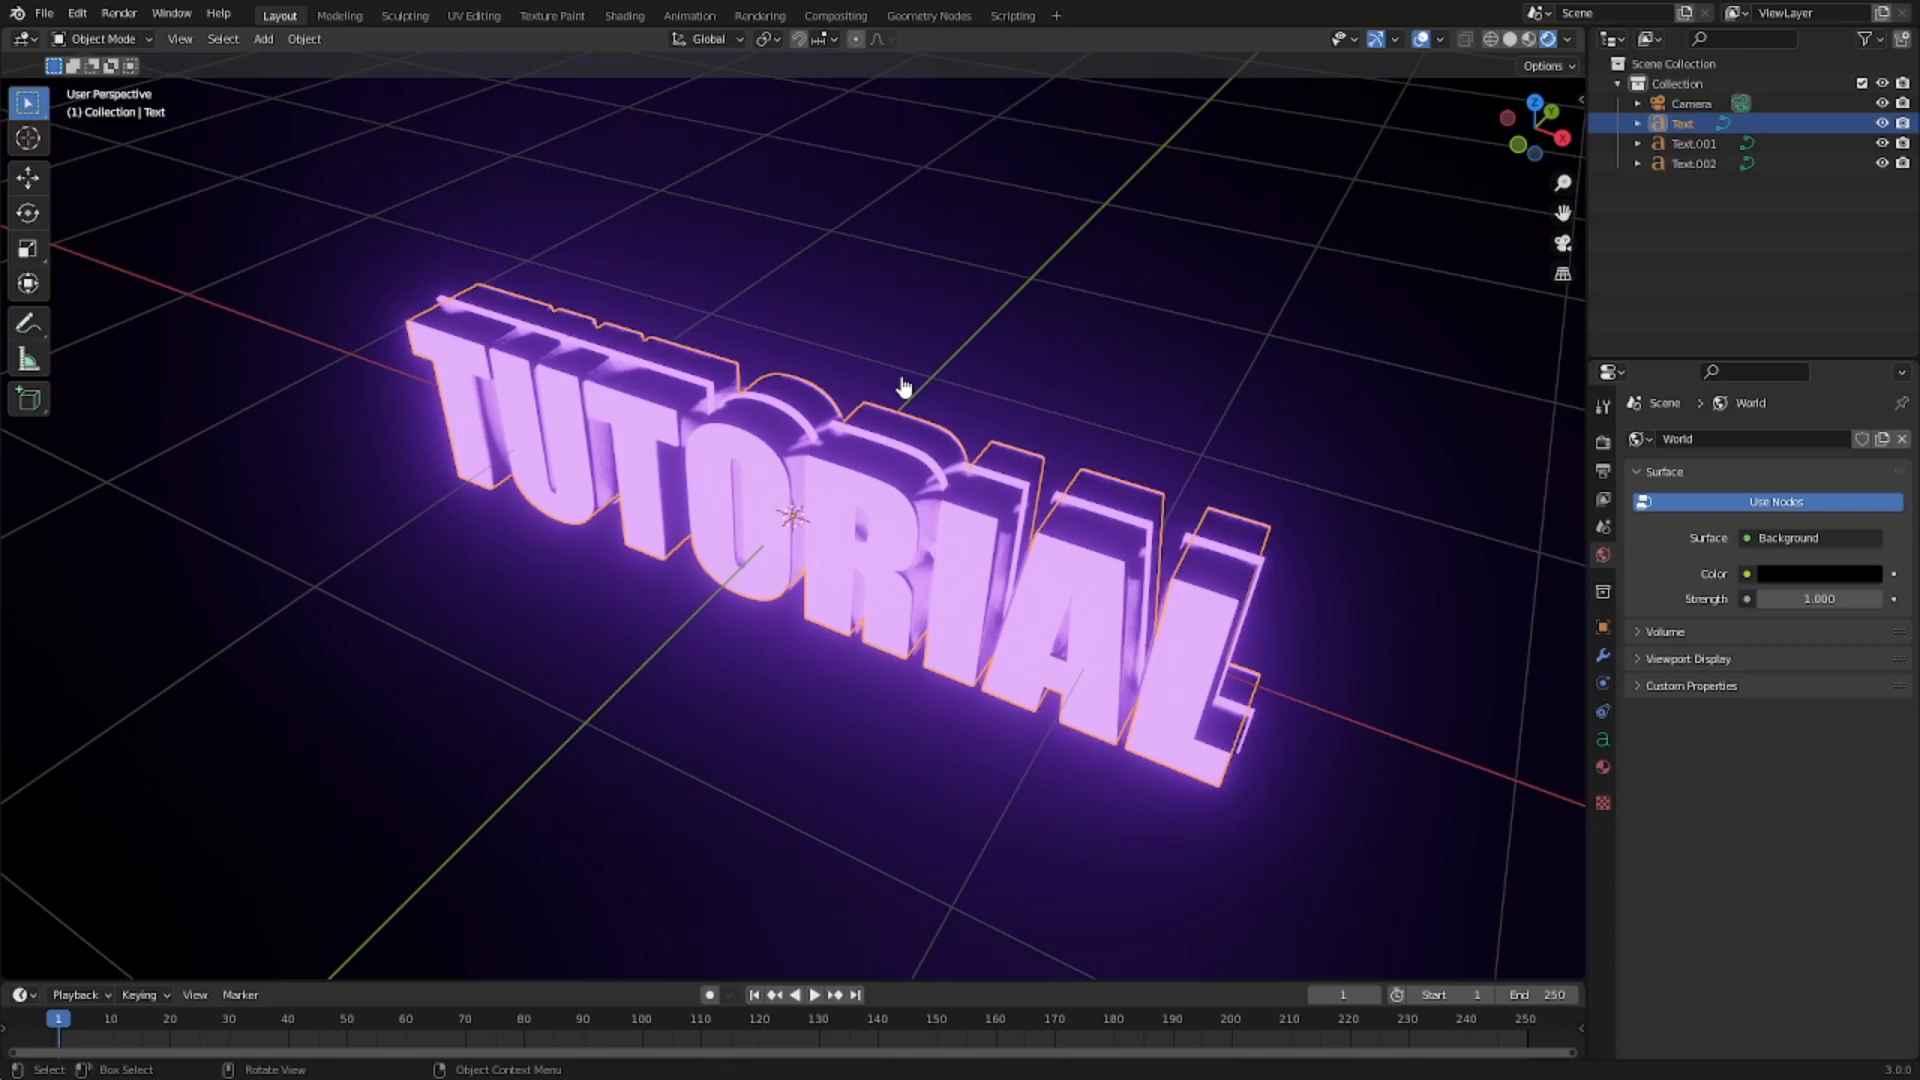 File Edit Render Window Help Layout Modeling Sculpting UV Editing Texture Paint Shading Animation Rendering Compositing Geometry Nodes Scripting + Scene ViewLayer
Object Mode View Select Add Object Global
Options
User Perspective
(1) Collection | Text
TUTORIAL
Z
Y
X
Scene Collection
Collection
Camera
Text
Text.001
Text.002
Scene > World
World
Surface
Use Nodes
Surface Background
Color
Strength 1.000
Volume
Viewport Display
Custom Properties
Playback Keying View Marker 1 Start 1 End 250
1 10 20 30 40 50 60 70 80 90 100 110 120 130 140 150 160 170 180 190 200 210 220 230 240 250
Select Box Select Rotate View Object Context Menu 3.0.0